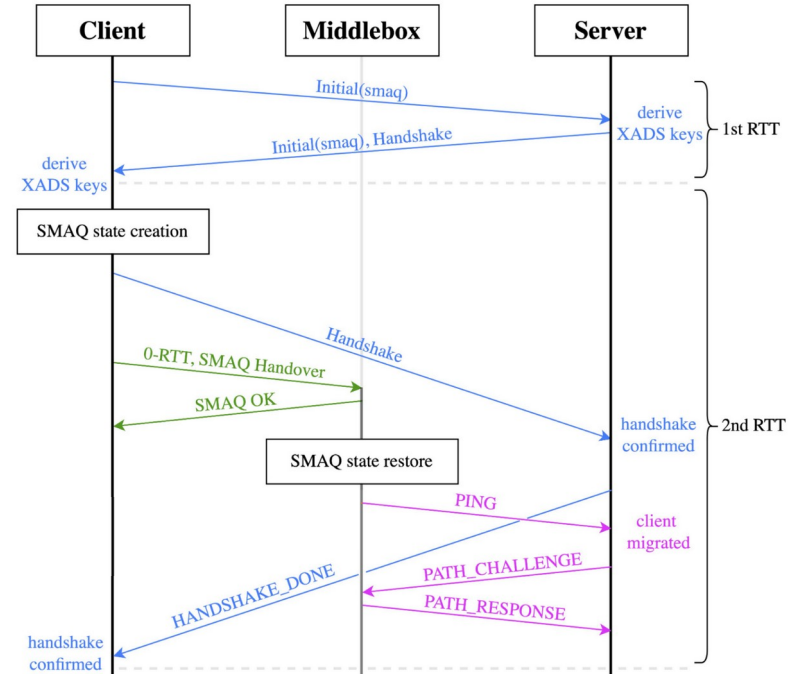 Client
Middlebox
Server
Initial(smaq)
derive
XADS keys
1st RTT
Initial(smaq), Handshake
derive
XADS keys
SMAQ state creation
Handshake
0-RTT, SMAQ Handover
SMAQ OK
handshake
confirmed
2nd RTT
SMAQ state restore
PING
client
migrated
PATH_CHALLENGE
HANDSHAKE_DONE
PATH_RESPONSE
handshake
confirmed